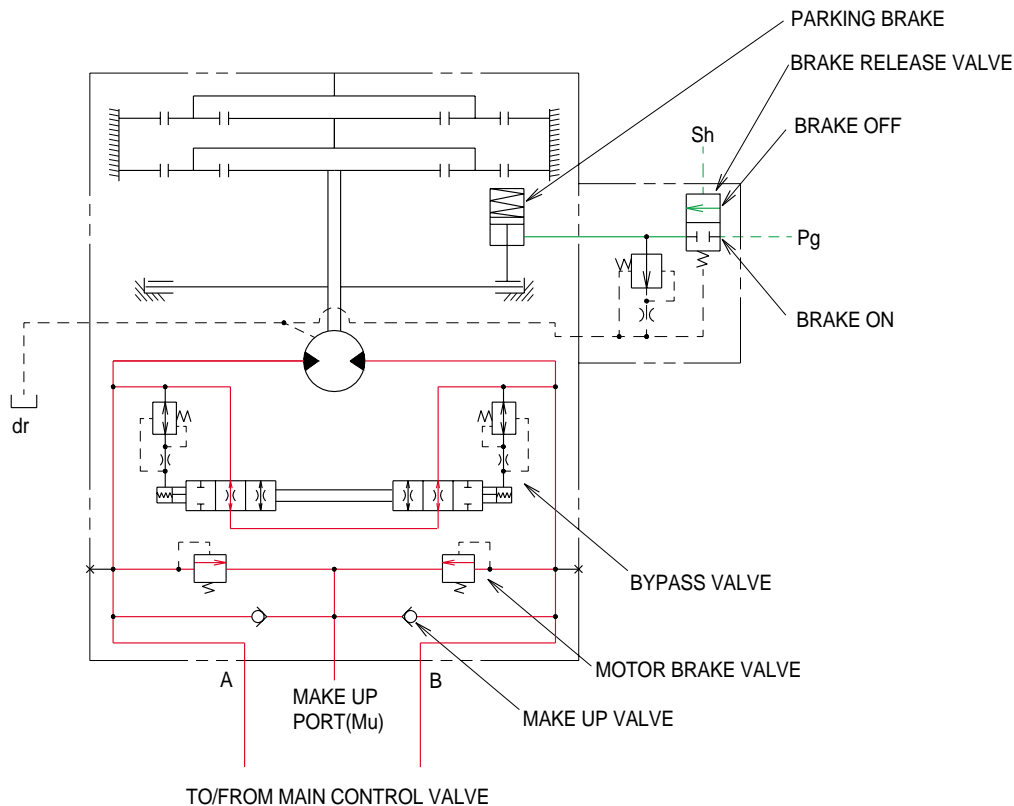 PARKING BRAKE
BRAKE RELEASE VALVE
BRAKE OFF
Sh
Pg
BRAKE ON
dr
BYPASS VALVE
MOTOR BRAKE VALVE
A
B
MAKE UP
PORT(Mu)
MAKE UP VALVE
TO/FROM MAIN CONTROL VALVE